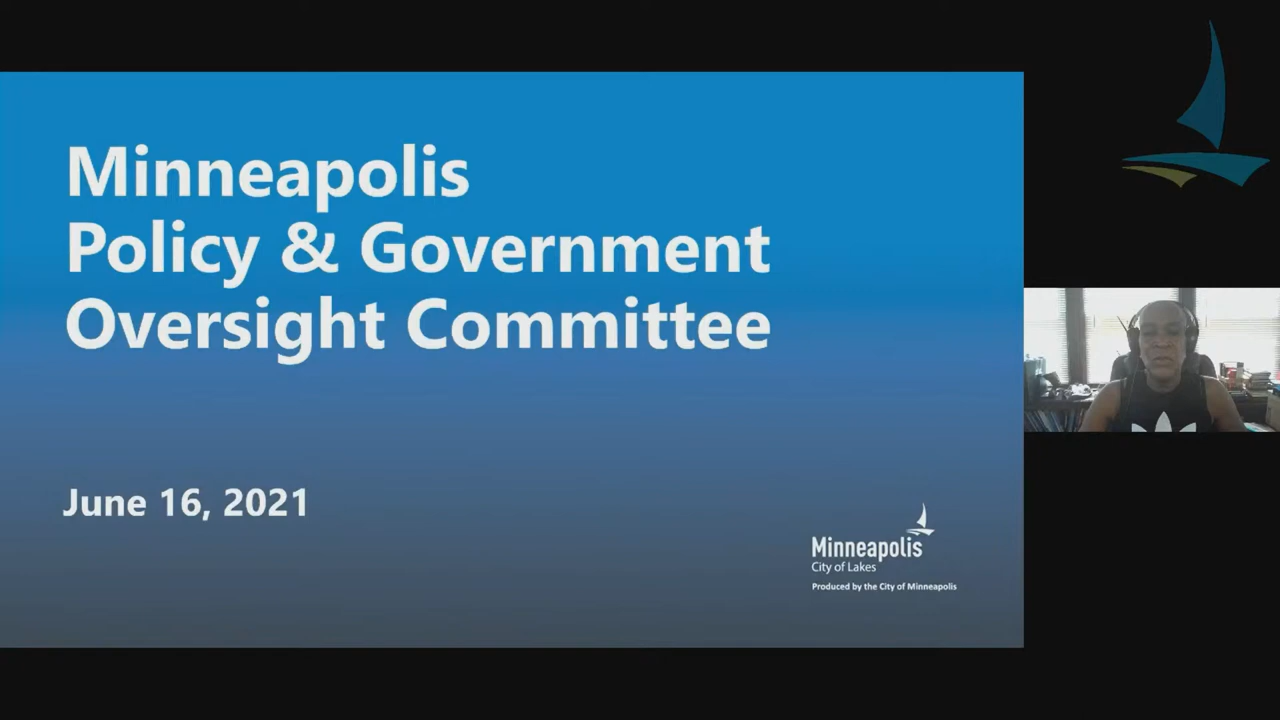 Minneapolis
Policy & Government
Oversight Committee
June 16, 2021
Minneapolis
City of Lakes
Produced by the City of Minneapolis